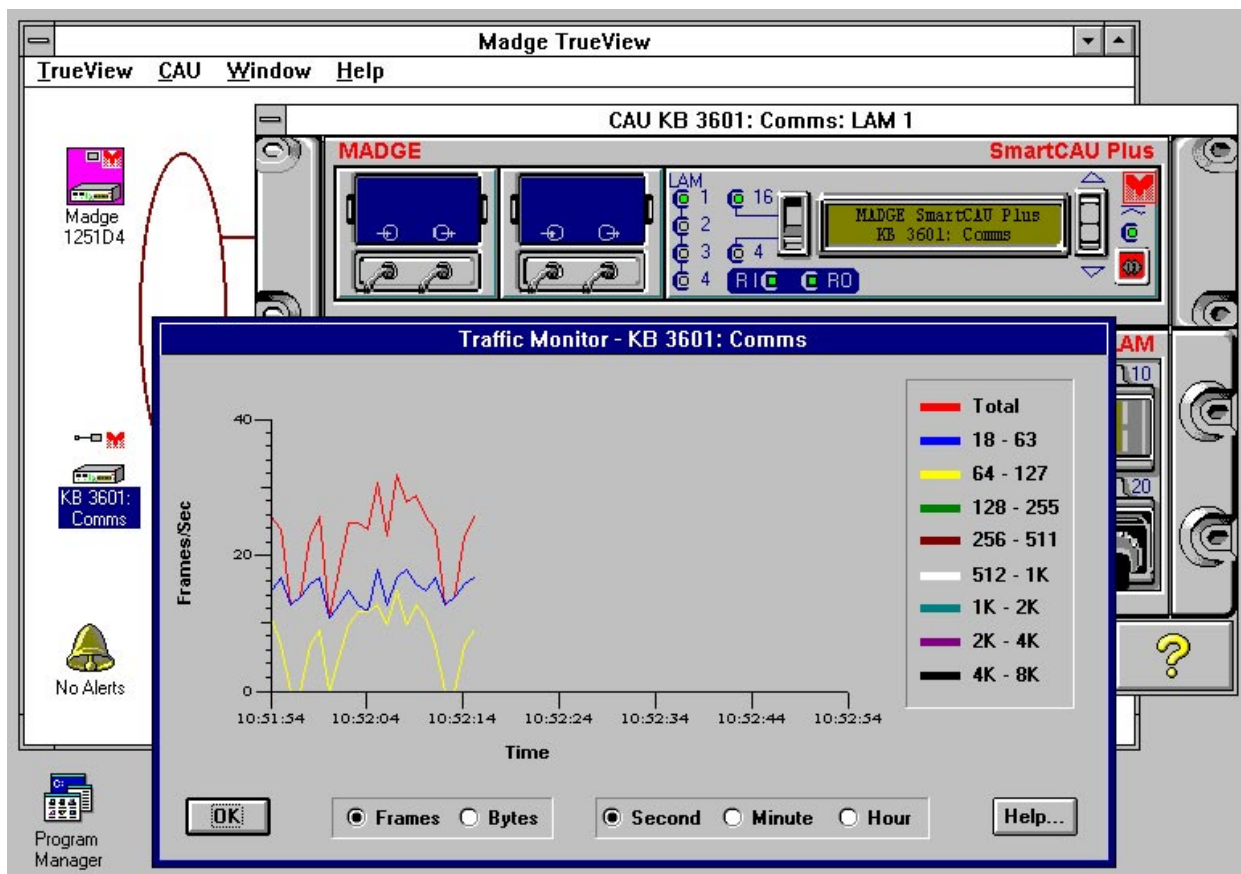 Madge TrueView
TrueView CAU Window Help
CAU KB 3601: Comms: LAM 1
MADGE
SmartCAU Plus
LAM
1
2
3
4
16
4
RI
RO
MADGE SmartCAU Plus
KB 3601: Comms
Madge
1251D4
KB 3601:
Comms
No Alerts
LAM
10
20
Traffic Monitor - KB 3601: Comms
Frames/Sec
40
20
0
10:51:54 10:52:04 10:52:14 10:52:24 10:52:34 10:52:44 10:52:54
Time
Total
18 - 63
64 - 127
128 - 255
256 - 511
512 - 1K
1K - 2K
2K - 4K
4K - 8K
OK
Frames Bytes
Second Minute Hour
Help...
C:
Program
Manager